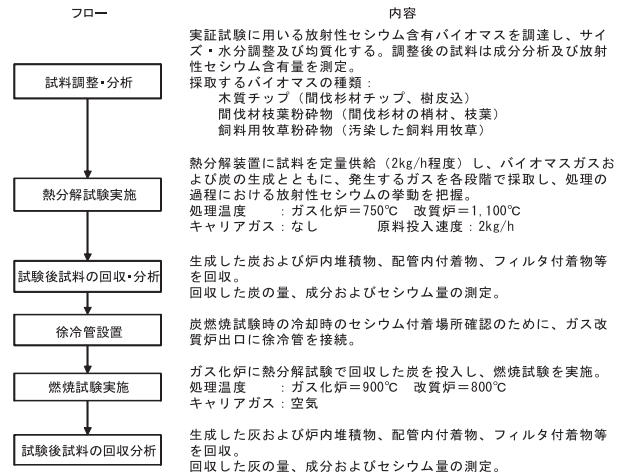 フロー
内容
実証試験に用いる放射性セシウム含有バイオマスを調達し、サイ
ズ・水分調整及び均質化する。調整後の試料は成分分析及び放射
性セシウム含有量を測定。
採取するバイオマスの種類：
木質チップ（間伐杉材チップ、樹皮込）
間伐材枝葉粉砕物（間伐杉材の梢材、枝葉）
飼料用牧草粉砕物（汚染した飼料用牧草）
試料調整・分析
熱分解装置に試料を定量供給（2kg/h程度）し、バイオマスガスお
よび炭の生成とともに、発生するガスを各段階で採取し、処理の
過程における放射性セシウムの挙動を把握。
処理温度　　：ガス化炉＝750℃　改質炉＝1,100℃
キャリアガス：なし　　　原料投入速度：2kg/h
熱分解試験実施
生成した炭および炉内堆積物、配管内付着物、フィルタ付着物等
を回収。
回収した炭の量、成分およびセシウム量の測定。
試験後試料の回収・分析
炭燃焼試験時の冷却時のセシウム付着場所確認のために、ガス改
質炉出口に徐冷管を接続。
徐冷管設置
ガス化炉に熱分解試験で回収した炭を投入し、燃焼試験を実施。
処理温度　　：ガス化炉＝900℃　改質炉＝800℃
キャリアガス：空気
燃焼試験実施
生成した灰および炉内堆積物、配管内付着物、フィルタ付着物等
を回収。
回収した灰の量、成分およびセシウム量の測定。
試験後試料の回収分析